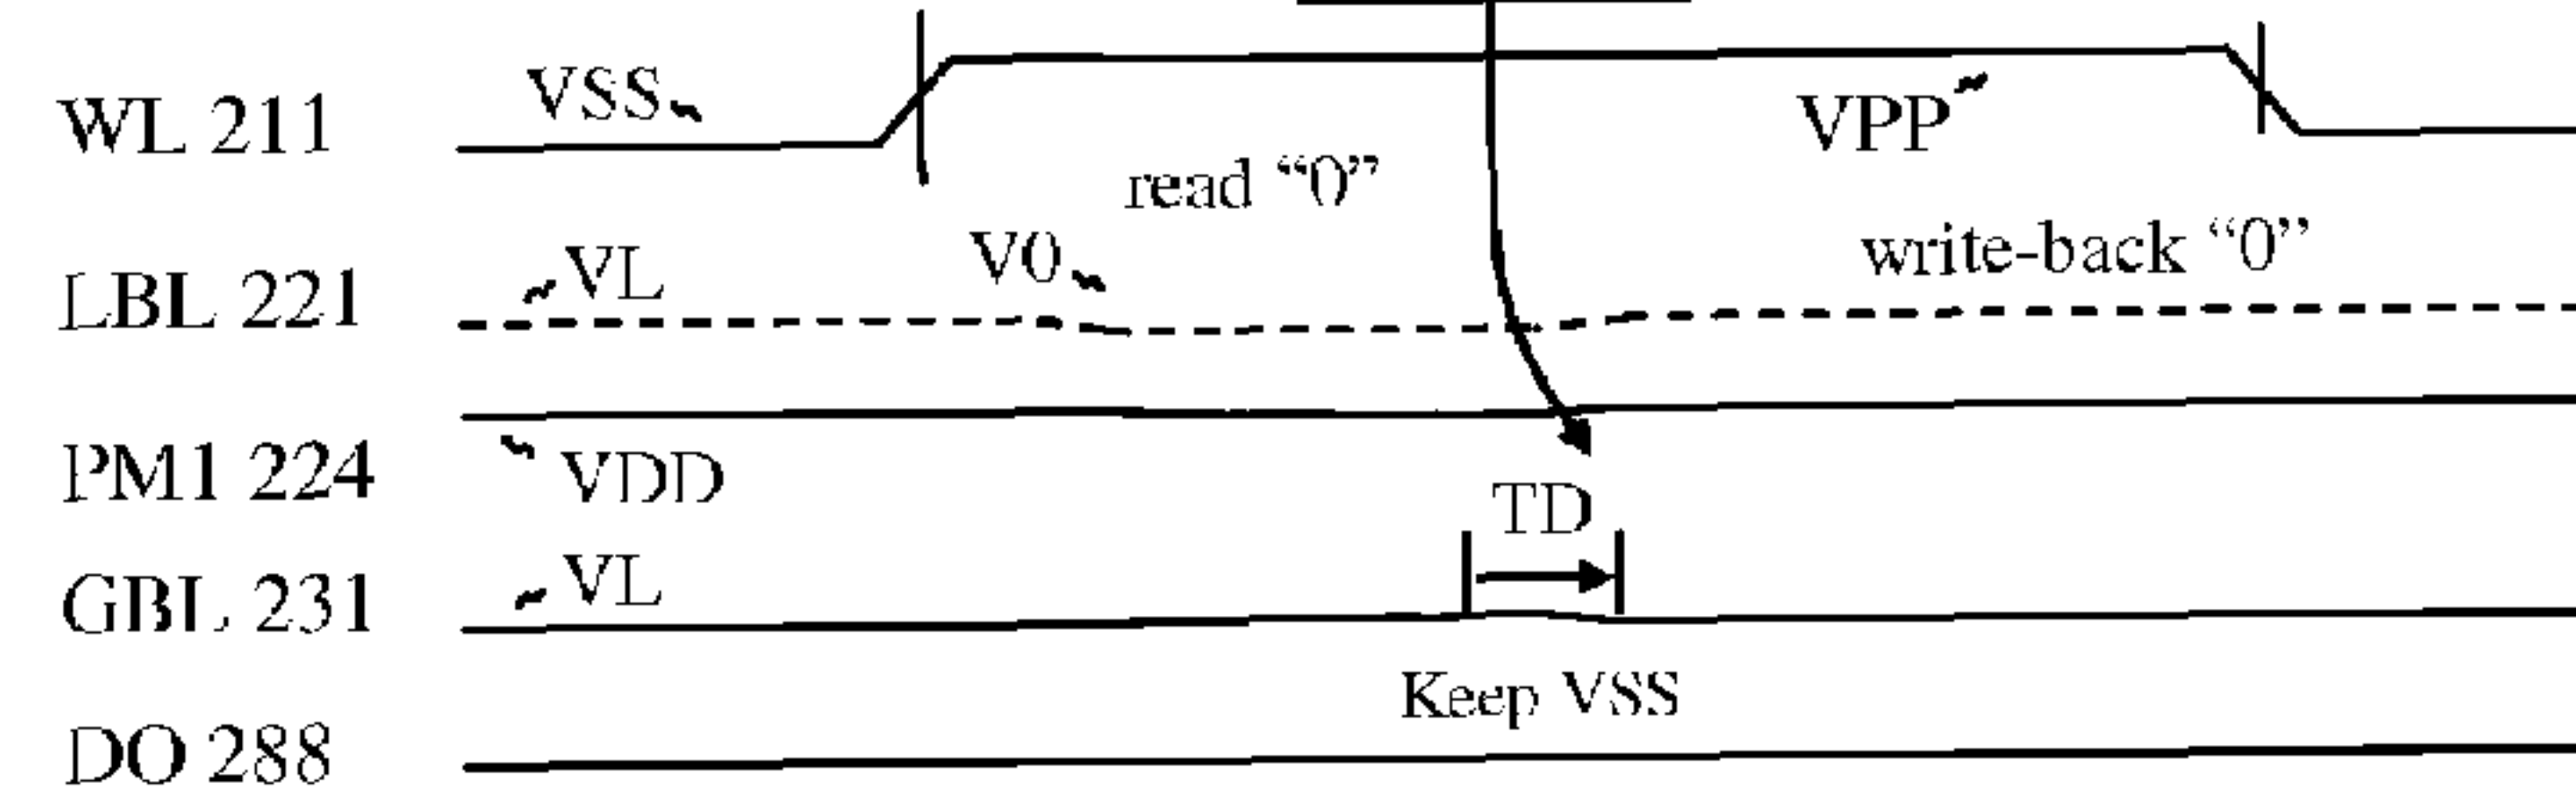 WL 211 VSS VPP
read “0”
LBL 221 VL V0 write-back “0”
PM1 224 VDD
TD
GBL 231 VL
Keep VSS
DO 288